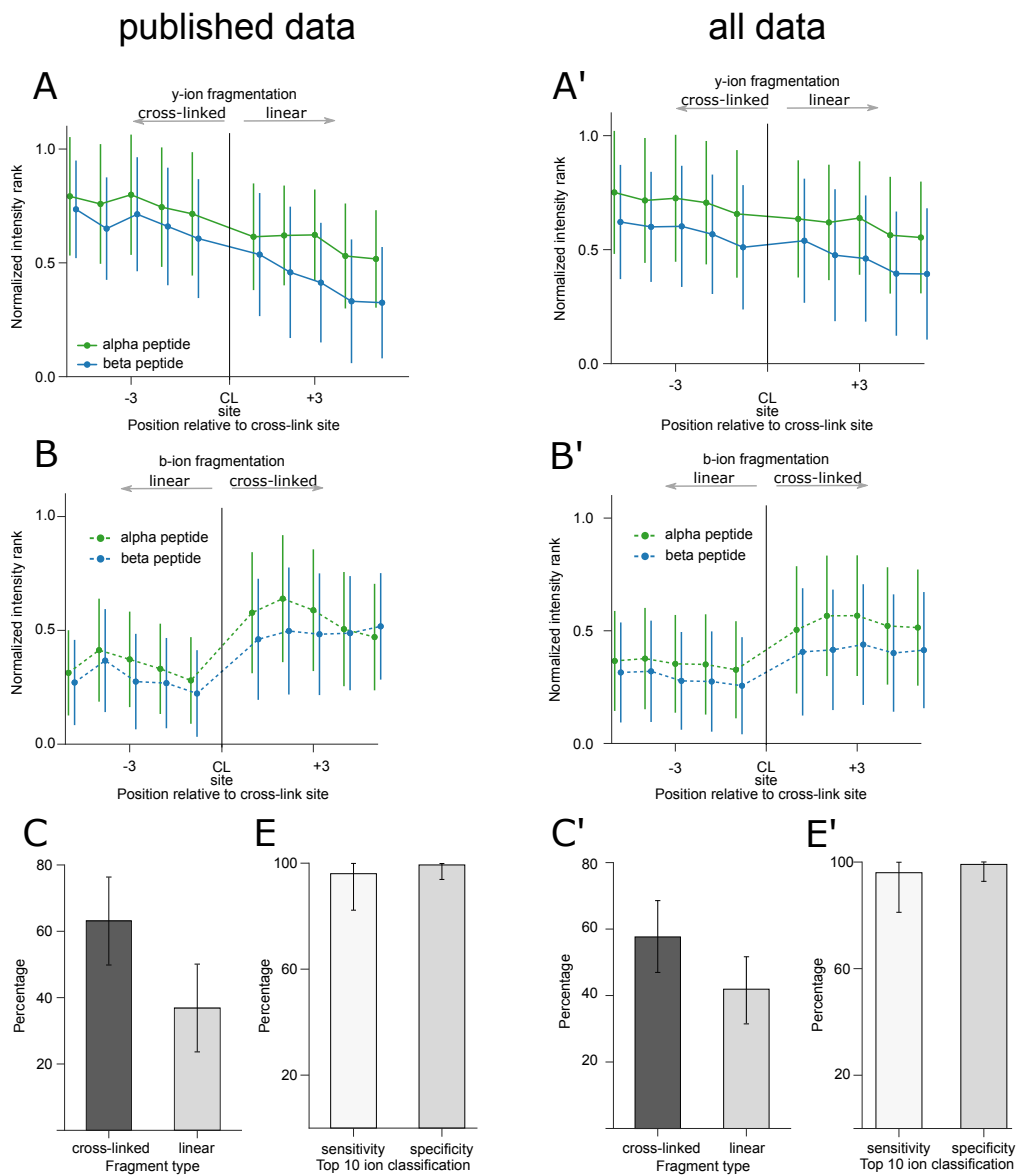 published data
all data
A
y-ion fragmentation
cross-linked
linear
Normalized intensity rank
1.0
0.5
0.0
alpha peptide
beta peptide
-3
CL
site
+3
Position relative to cross-link site
A'
y-ion fragmentation
cross-linked
linear
Normalized intensity rank
1.0
0.5
0.0
-3
CL
site
+3
Position relative to cross-link site
B
b-ion fragmentation
linear
cross-linked
Normalized intensity rank
1.0
0.5
0.0
alpha peptide
beta peptide
-3
CL
site
+3
Position relative to cross-link site
B'
b-ion fragmentation
linear
cross-linked
Normalized intensity rank
1.0
0.5
0.0
alpha peptide
beta peptide
-3
CL
site
+3
Position relative to cross-link site
C
Percentage
80
60
40
20
cross-linked
linear
Fragment type
E
Percentage
100
60
20
sensitivity
specificity
Top 10 ion classification
C'
Percentage
80
60
40
20
cross-linked
linear
Fragment type
E'
Percentage
100
60
20
sensitivity
specificity
Top 10 ion classification